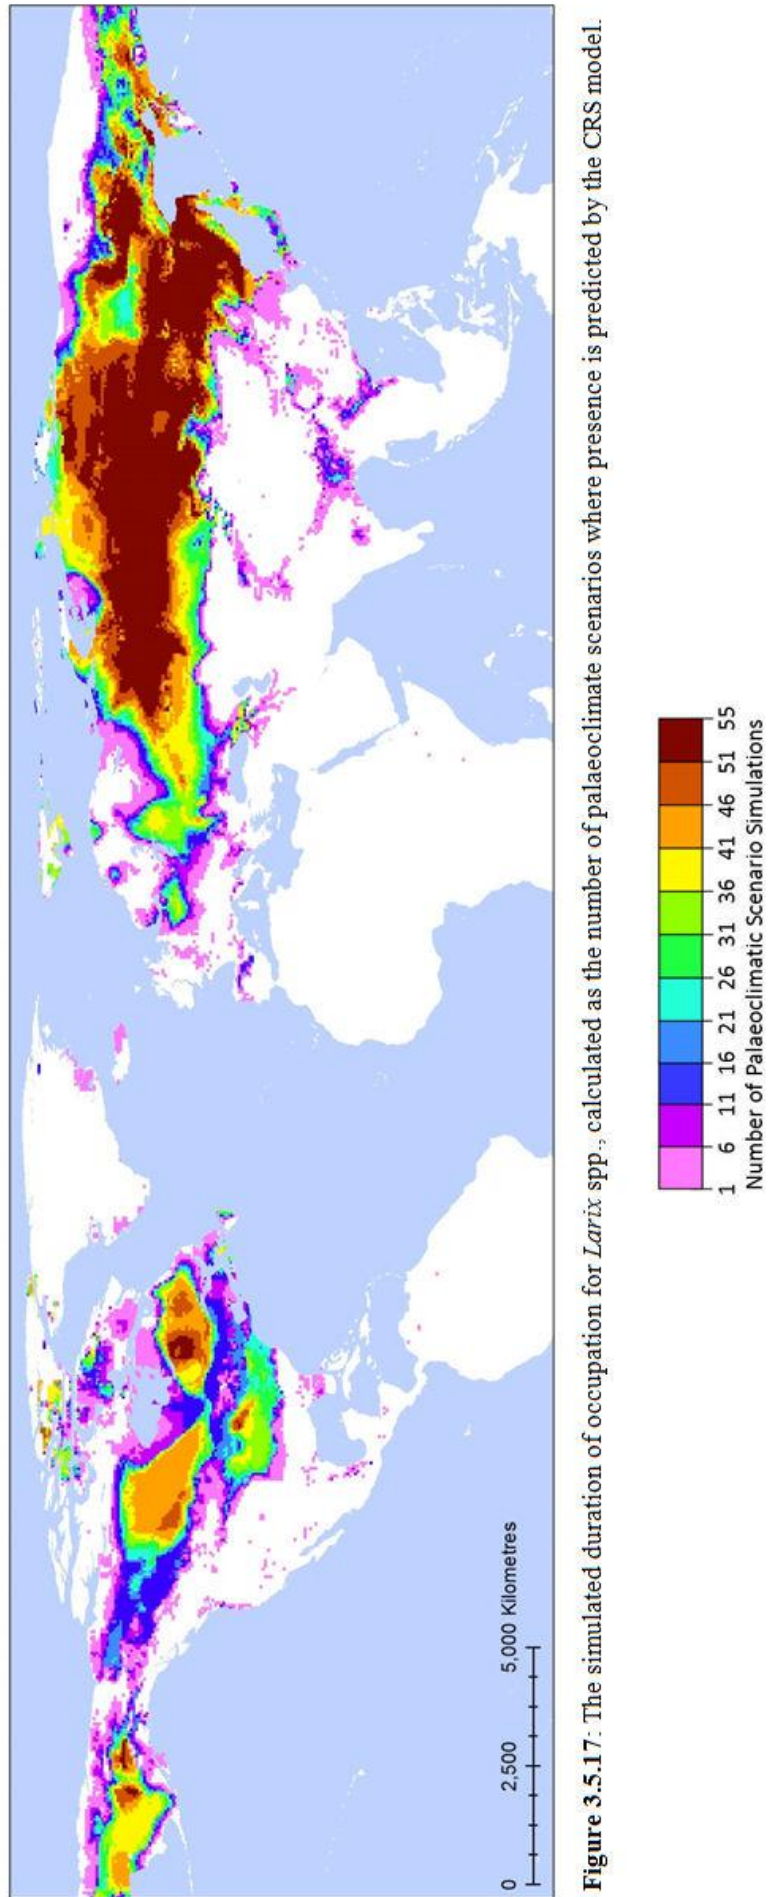 0 2,500 5,000 Kilometres
Figure 3.5.17: The simulated duration of occupation for Larix spp., calculated as the number of palaeoclimate scenarios where presence is predicted by the CRS model.
1 6 11 16 21 26 31 36 41 46 51 55
Number of Palaeoclimatic Scenario Simulations